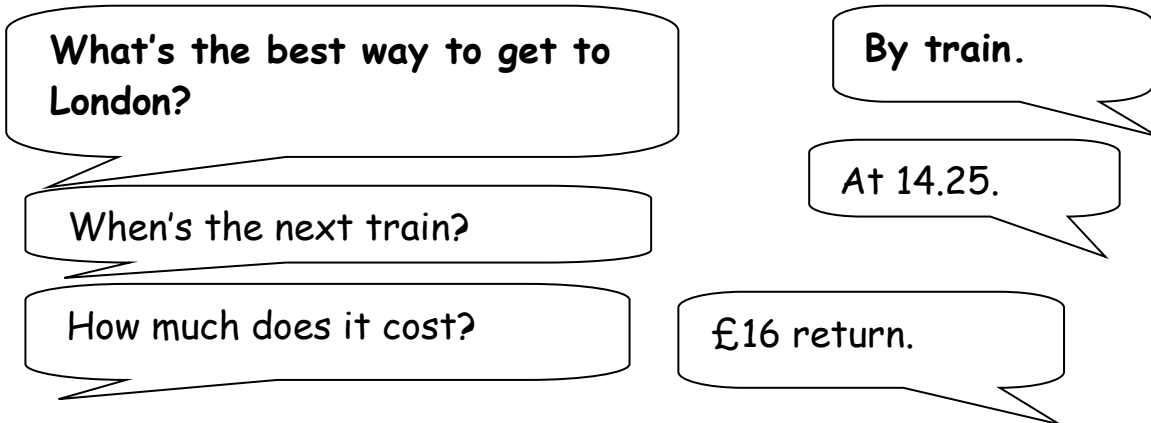 What's the best way to get to
London?
By train.
When's the next train?
At 14.25.
How much does it cost?
£16 return.